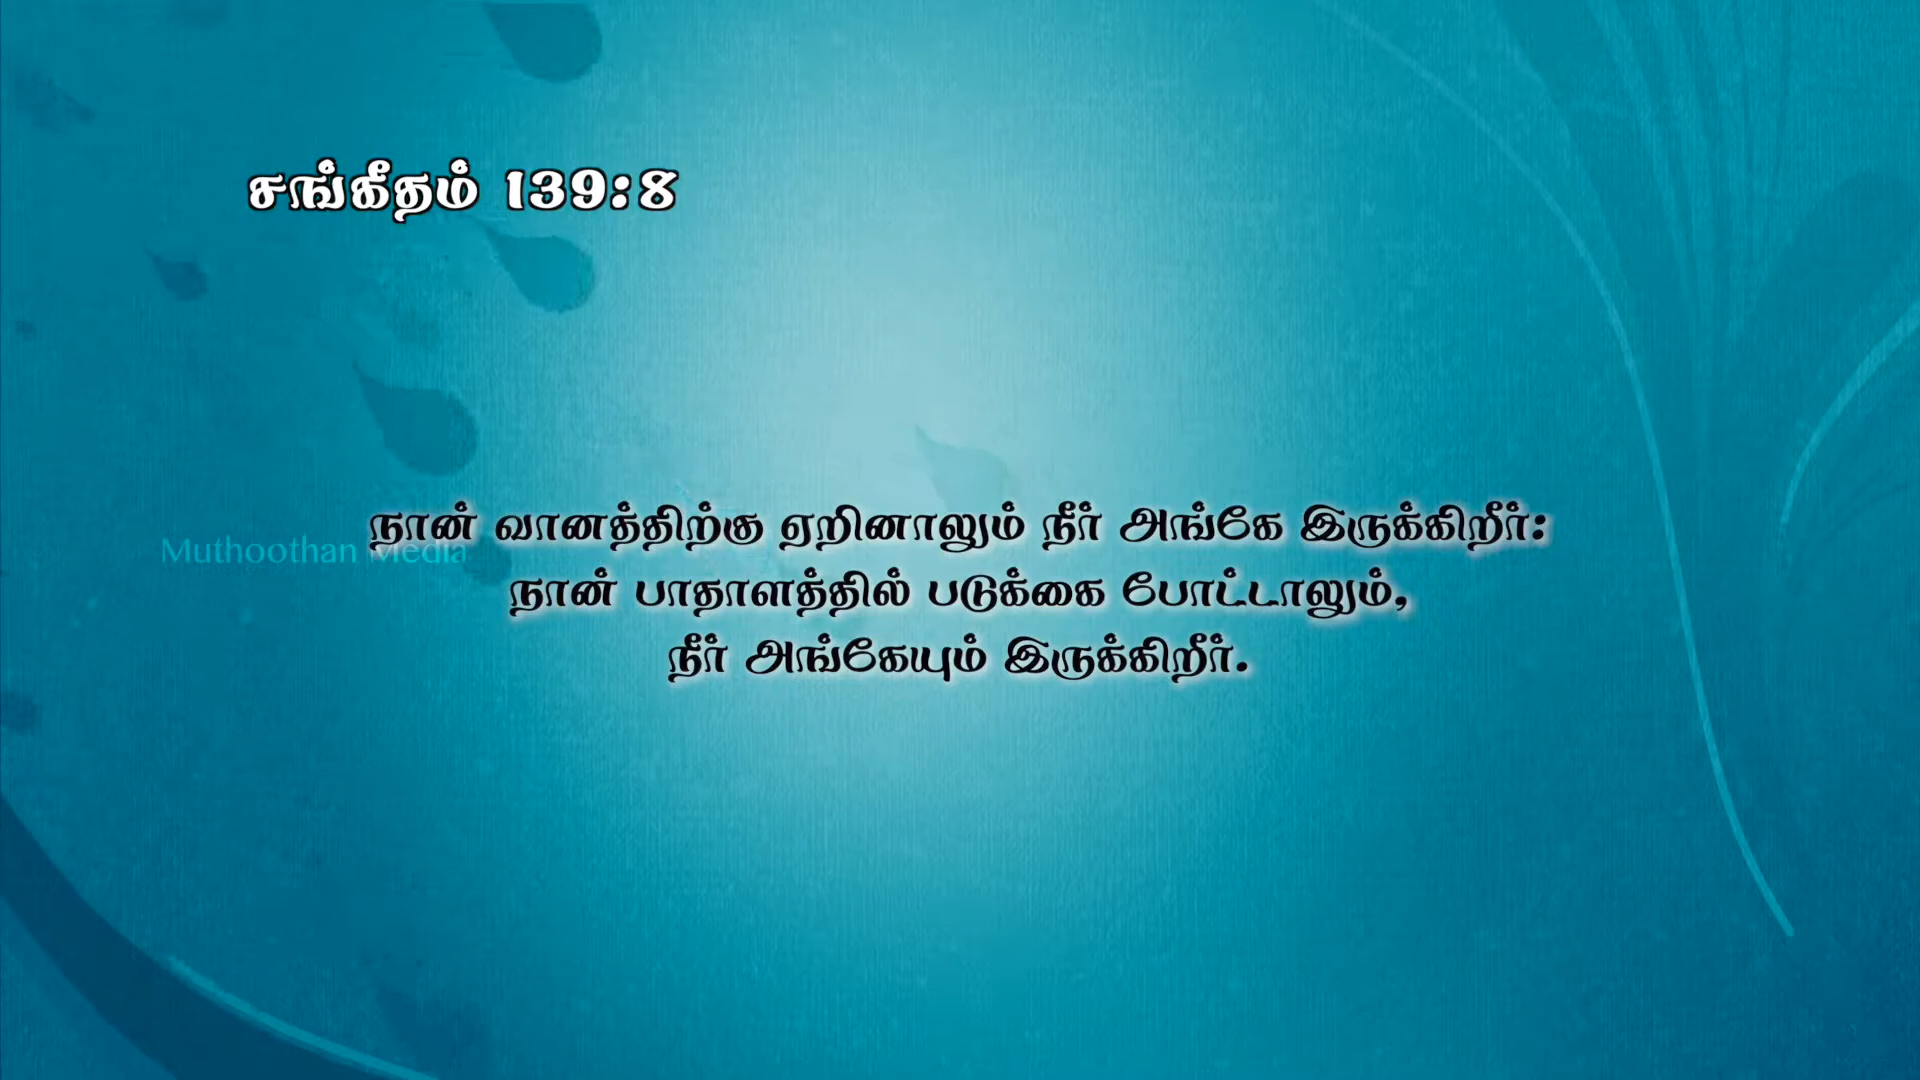 சங்கீதம் 139:8
நான் வானத்திற்கு ஏறினாலும் நீர் அங்கே இருக்கிறீர்:
Muthoothan Media
நான் பாதாளத்தில் படுக்கை போட்டாலும்,
நீர் அங்கேயும் இருக்கிறீர்.